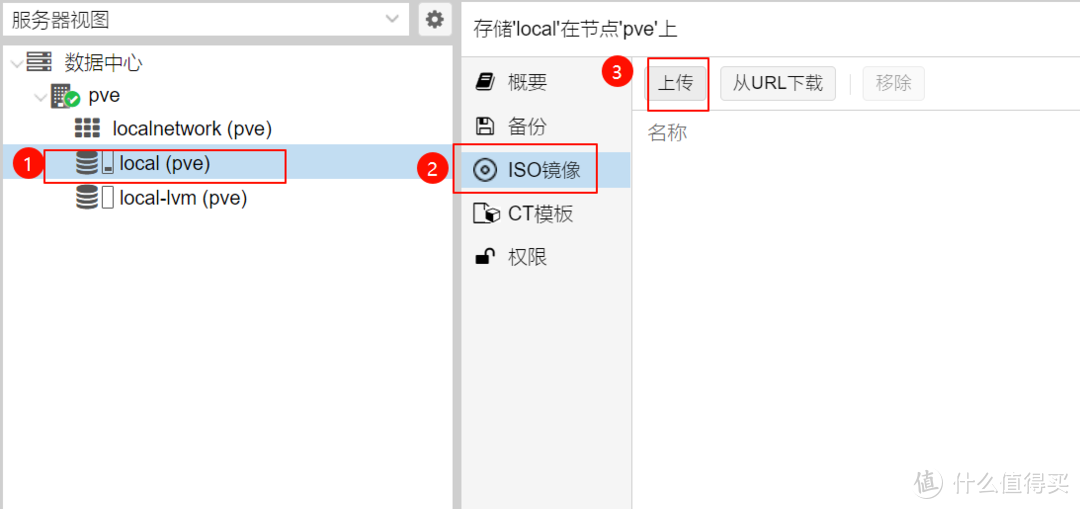 服务器视图
数据中心
pve
localnetwork (pve)
1 local (pve)
local-lvm (pve)
存储'local'在节点'pve'上
概要
备份
2 ISO镜像
CT模板
权限
3 上传 从URL下载 移除
名称
值 什么值得买